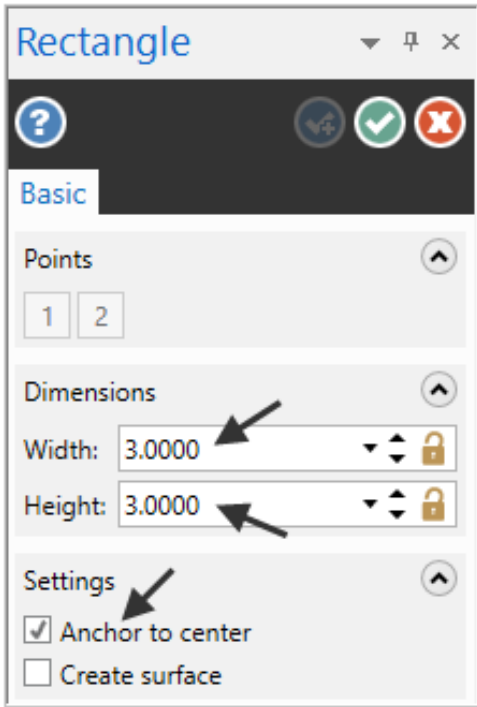 Rectangle
Basic
Points
1 2
Dimensions
Width: 3.0000
Height: 3.0000
Settings
Anchor to center
Create surface